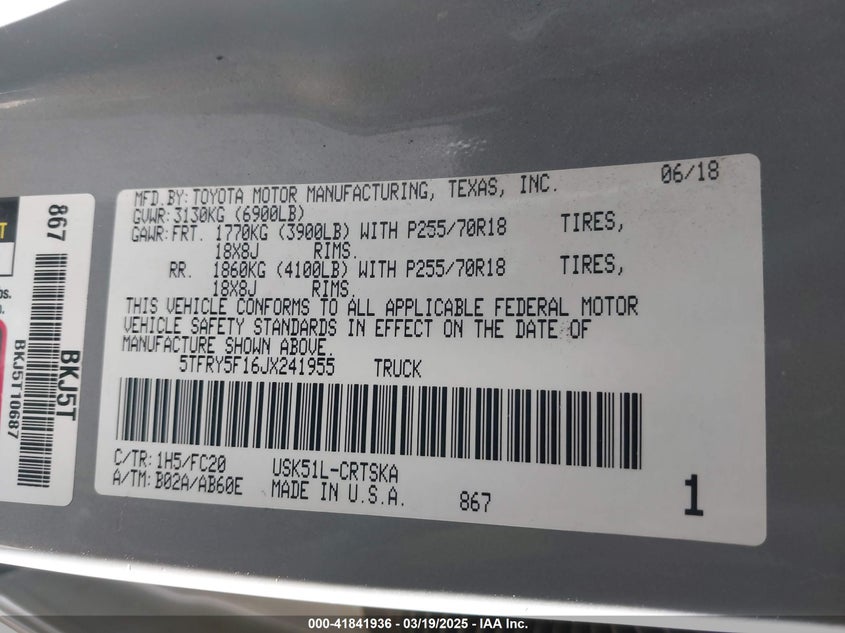 MFD.BY: TOYOTA MOTOR MANUFACTURING, TEXAS, INC. 06/18
GVWR: 3130KG (6900LB)
GAWR: FRT. 1770KG (3900LB) WITH P255/70R18 TIRES,
18X8J RIMS.
RR. 1860KG (4100LB) WITH P255/70R18 TIRES,
18X8J RIMS.
THIS VEHICLE CONFORMS TO ALL APPLICABLE FEDERAL MOTOR
VEHICLE SAFETY STANDARDS IN EFFECT ON THE DATE OF
MANUFACTURE SHOWN ABOVE.
5TFRY5F16JX241955 TRUCK
C/TR: 1H5/FC20 USK51L-CRTSKA
A/TM: B02A/AB60E MADE IN U.S.A. 867 1
867
BKJ5T
BKJ5T10687
000-41841936 - 03/19/2025 - IAA Inc.